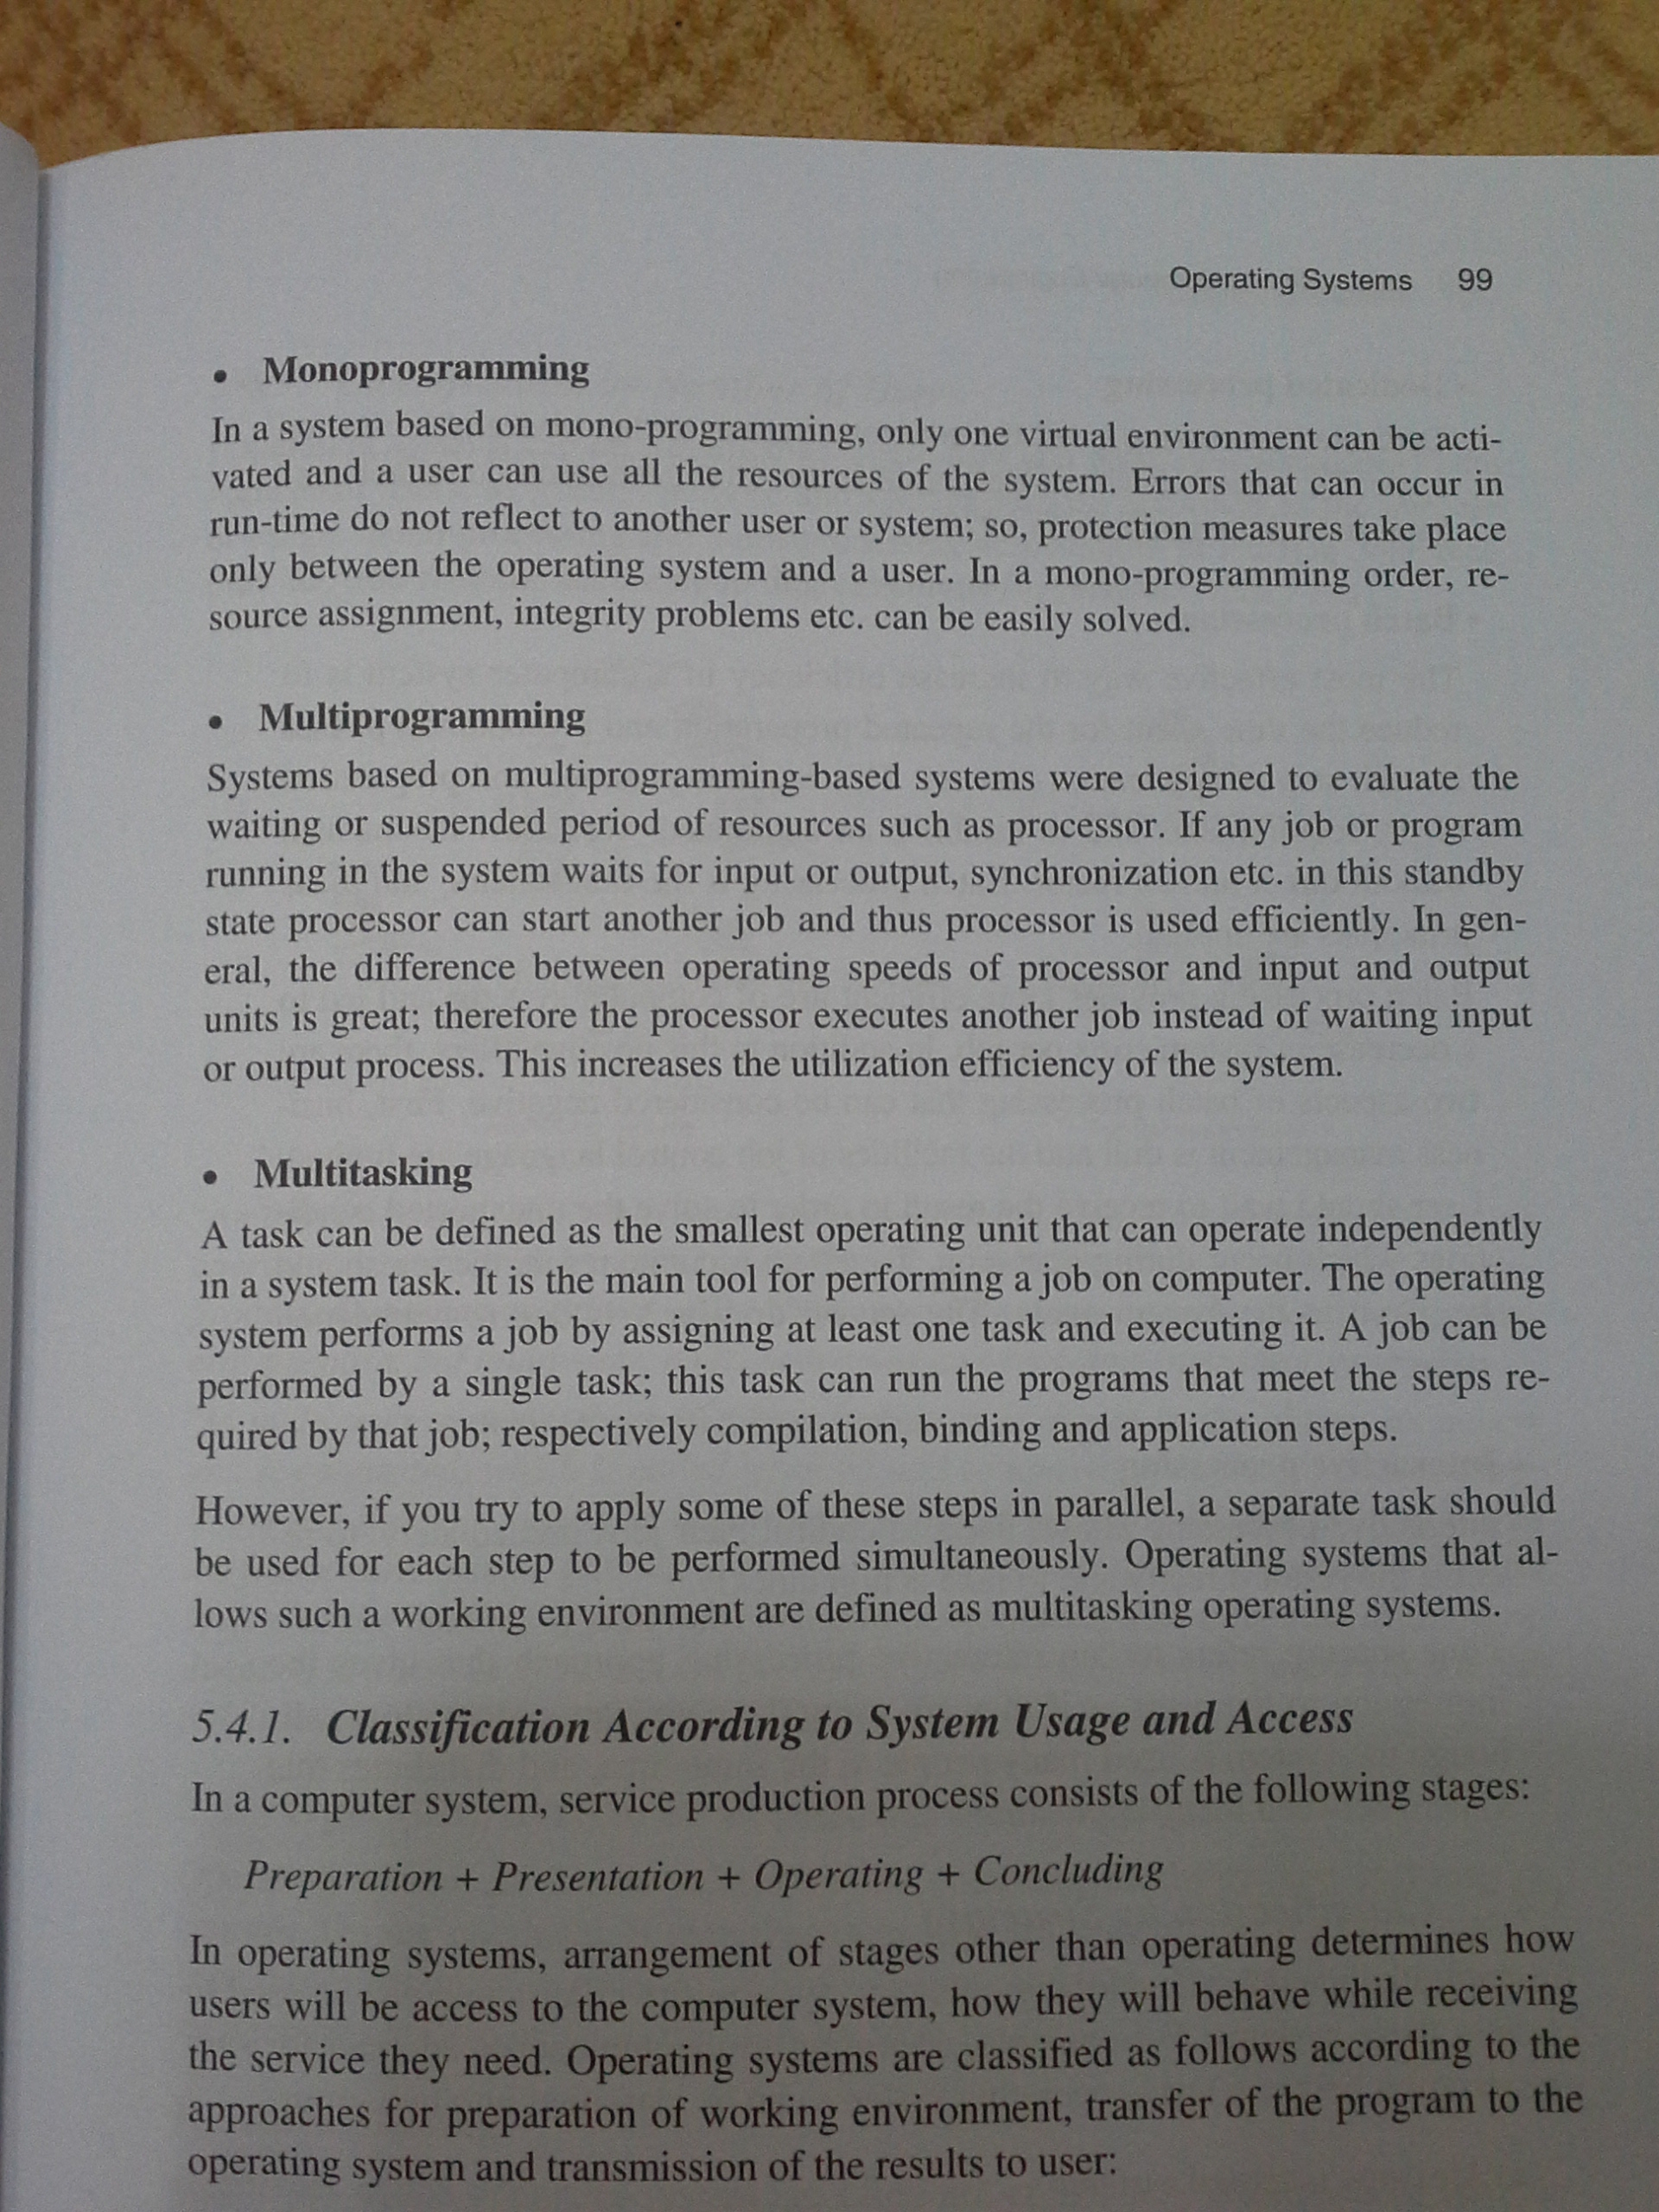 Operating Systems 99
• Monoprogramming
In a system based on mono-programming, only one virtual environment can be acti-
vated and a user can use all the resources of the system. Errors that can occur in
run-time do not reflect to another user or system; so, protection measures take place
only between the operating system and a user. In a mono-programming order, re-
source assignment, integrity problems etc. can be easily solved.
• Multiprogramming
Systems based on multiprogramming-based systems were designed to evaluate the
waiting or suspended period of resources such as processor. If any job or program
running in the system waits for input or output, synchronization etc. in this standby
state processor can start another job and thus processor is used efficiently. In gen-
eral, the difference between operating speeds of processor and input and output
units is great; therefore the processor executes another job instead of waiting input
or output process. This increases the utilization efficiency of the system.
• Multitasking
A task can be defined as the smallest operating unit that can operate independently
in a system task. It is the main tool for performing a job on computer. The operating
system performs a job by assigning at least one task and executing it. A job can be
performed by a single task; this task can run the programs that meet the steps re-
quired by that job; respectively compilation, binding and application steps.
However, if you try to apply some of these steps in parallel, a separate task should
be used for each step to be performed simultaneously. Operating systems that al-
lows such a working environment are defined as multitasking operating systems.
5.4.1. Classification According to System Usage and Access
In a computer system, service production process consists of the following stages:
Preparation + Presentation + Operating + Concluding
In operating systems, arrangement of stages other than operating determines how
users will be access to the computer system, how they will behave while receiving
the service they need. Operating systems are classified as follows according to the
approaches for preparation of working environment, transfer of the program to the
operating system and transmission of the results to user: